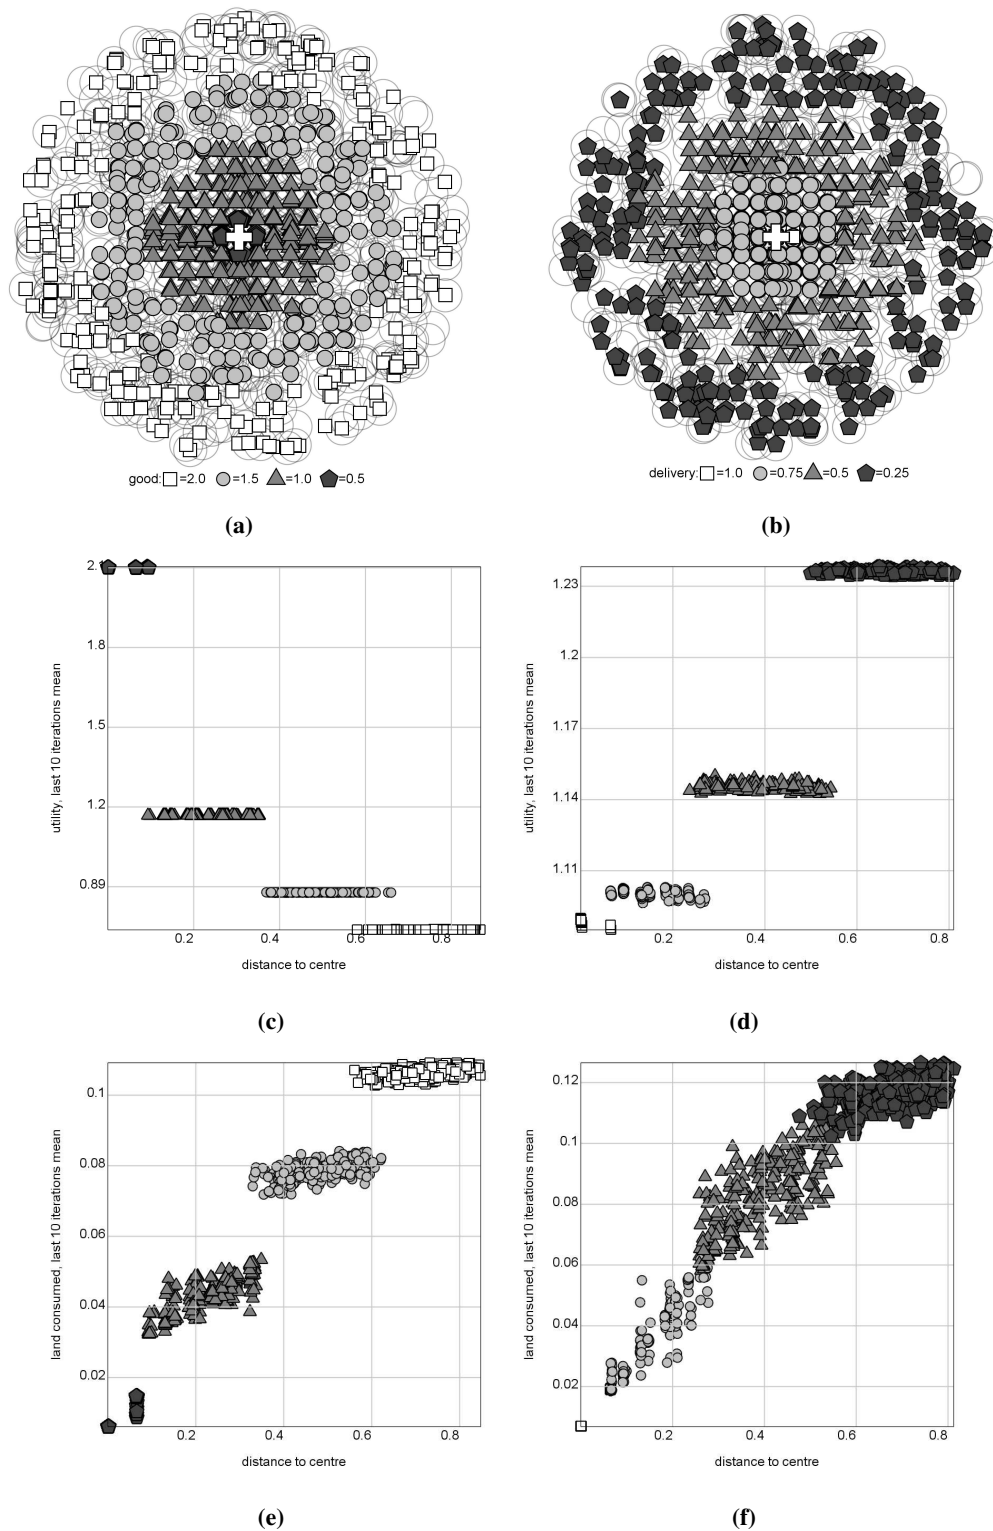 good: =2.0 =1.5 =1.0 =0.5
delivery: =1.0 =0.75 =0.5 =0.25
(a)
(b)
2.1
1.8
1.5
1.2
0.89
utility, last 10 iterations mean
0.2 0.4 0.6 0.8
distance to centre
1.23
1.2
1.17
1.14
1.11
utility, last 10 iterations mean
0.2 0.4 0.6 0.8
distance to centre
(c)
(d)
0.1
0.08
0.06
0.04
0.02
land consumed, last 10 iterations mean
0.2 0.4 0.6 0.8
distance to centre
0.12
0.1
0.08
0.06
0.04
0.02
land consumed, last 10 iterations mean
0.2 0.4 0.6 0.8
distance to centre
(e)
(f)